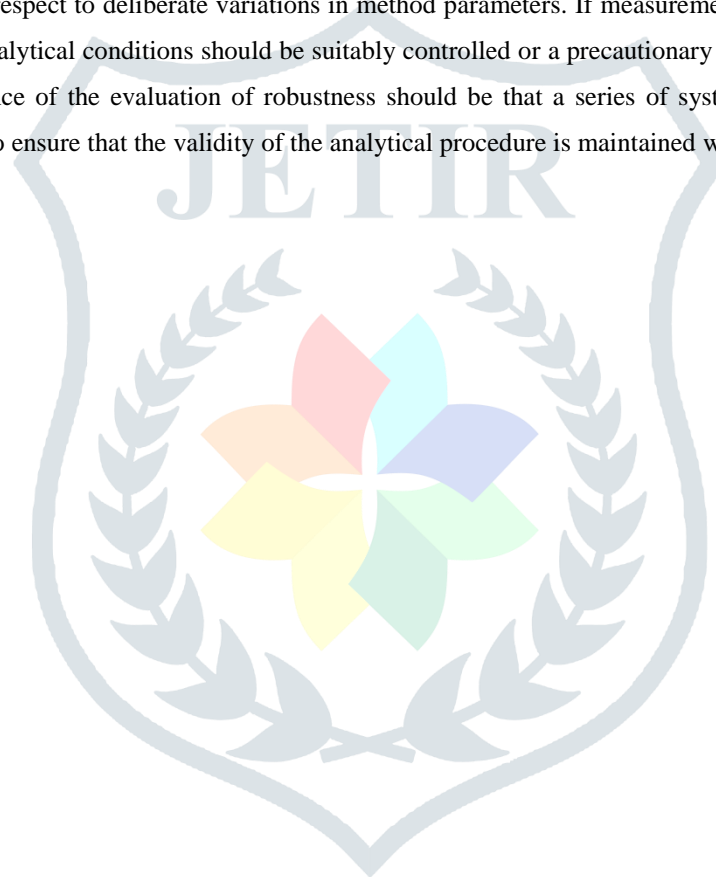 respect to deliberate variations in method parameters. If measureme
alytical conditions should be suitably controlled or a precautionary
ce of the evaluation of robustness should be that a series of syst
o ensure that the validity of the analytical procedure is maintained w
JETIR